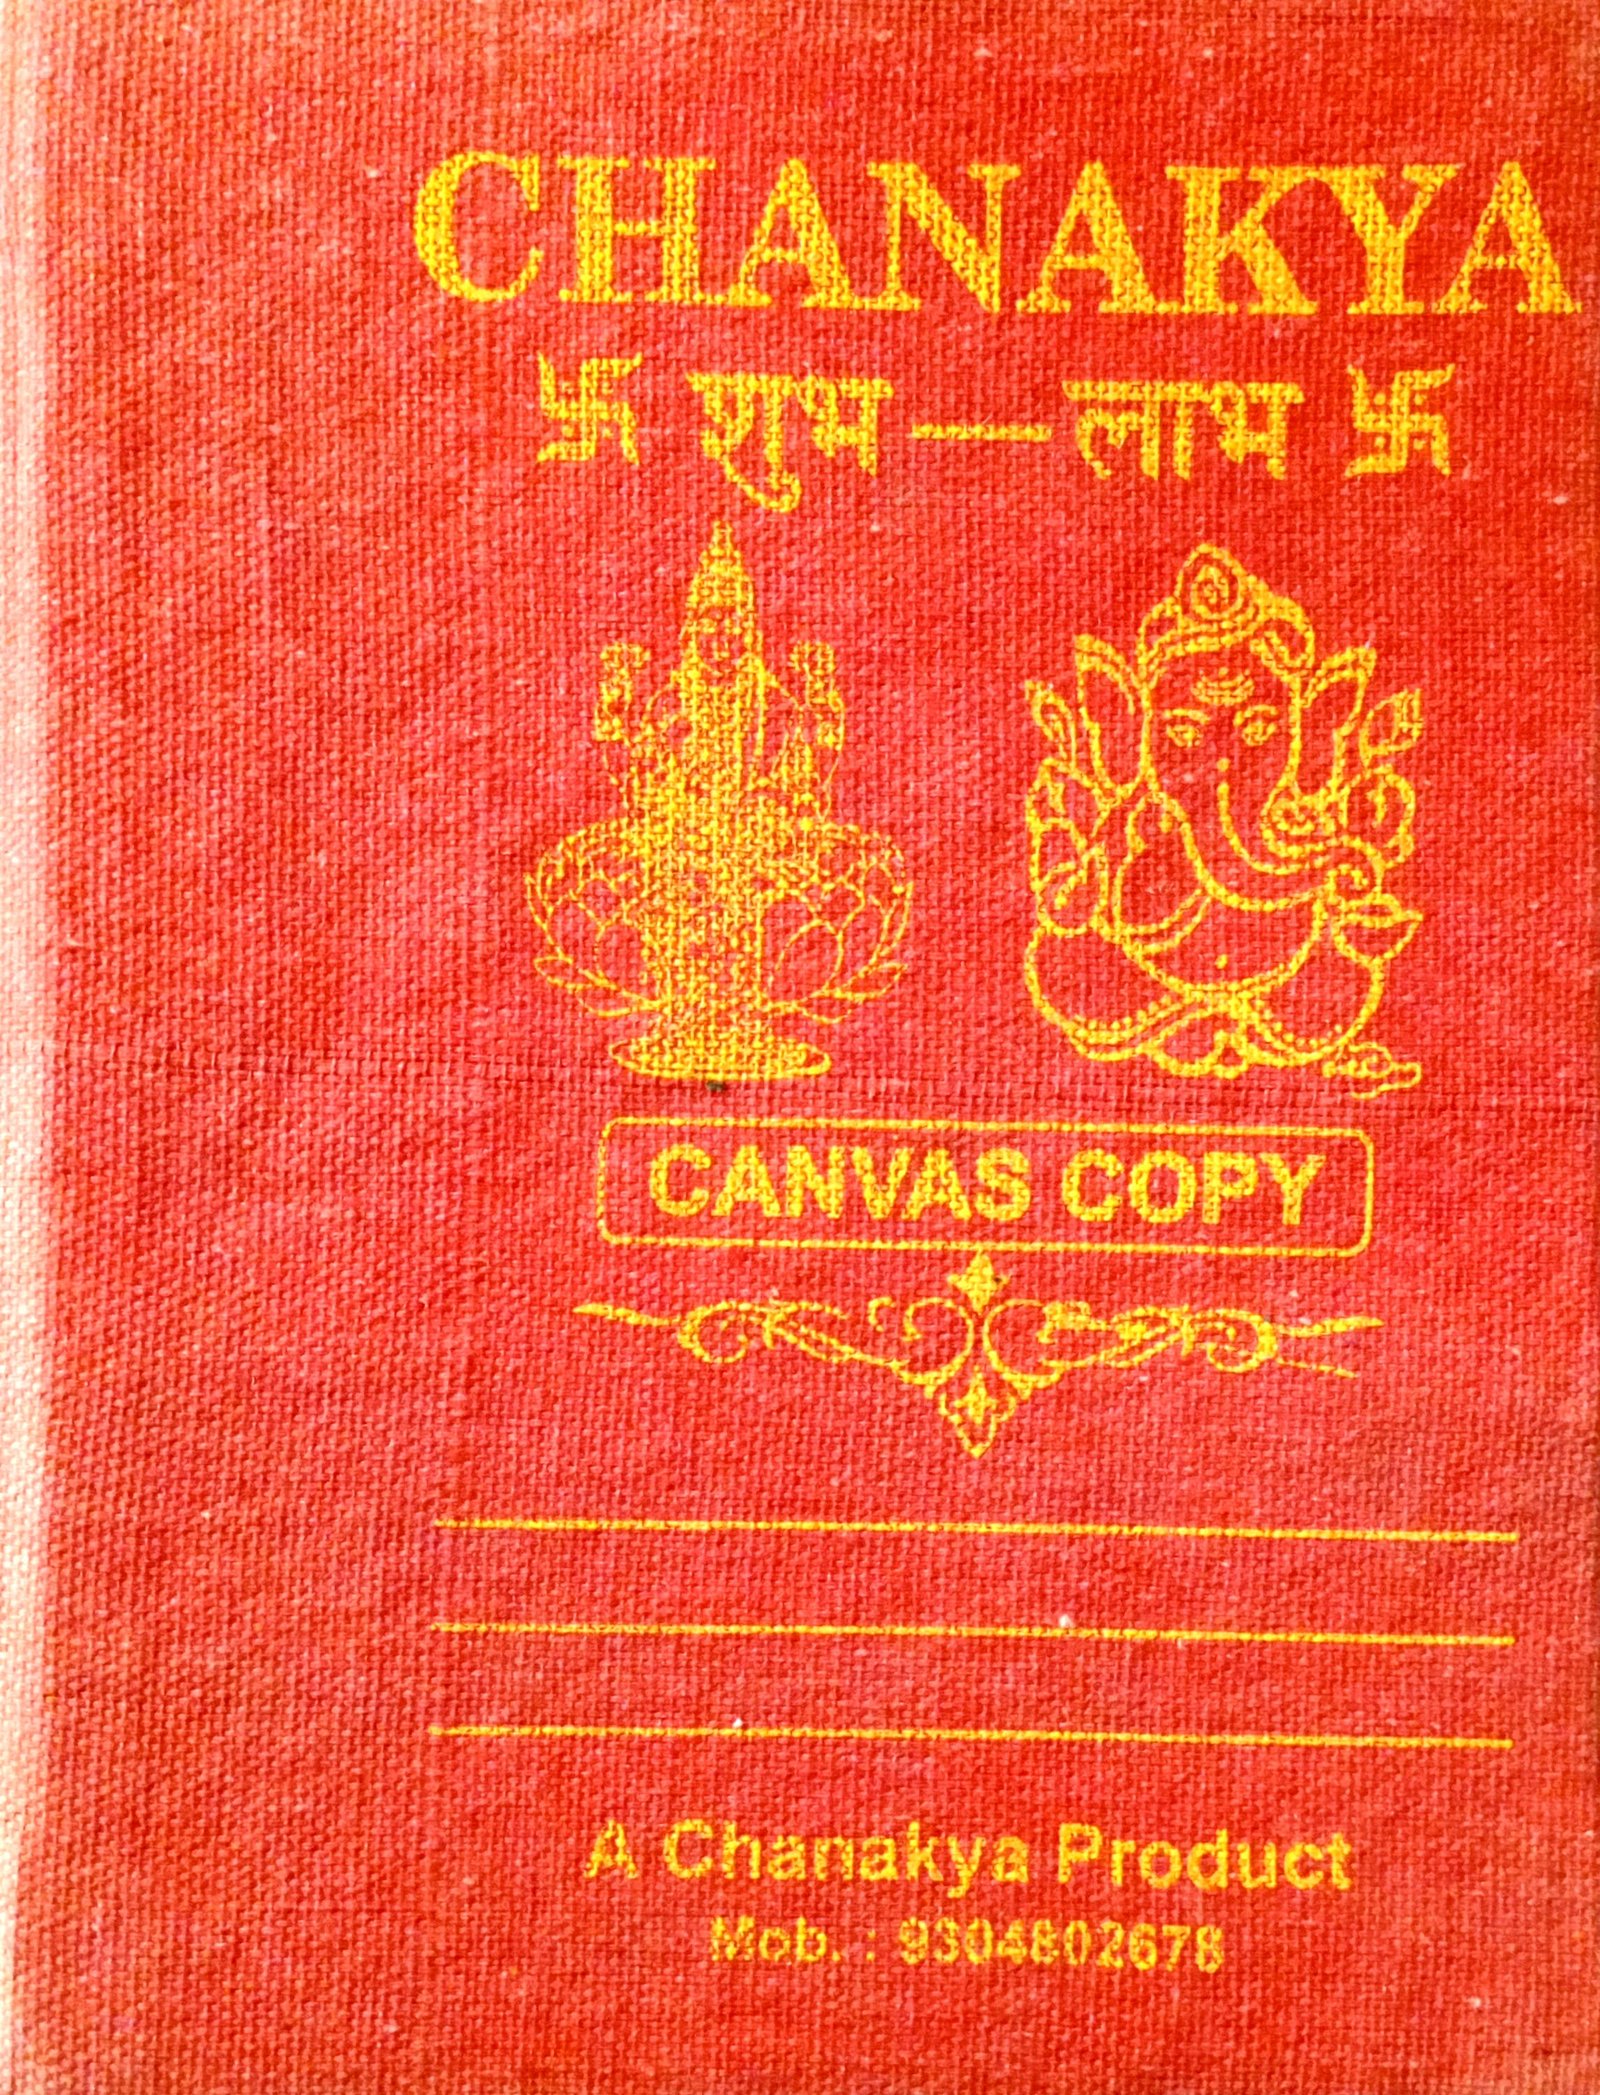 CHANAKYA
卐 शुभ — लाभ 卐
CANVAS COPY
A Chanakya Product
Mob. : 9304802678